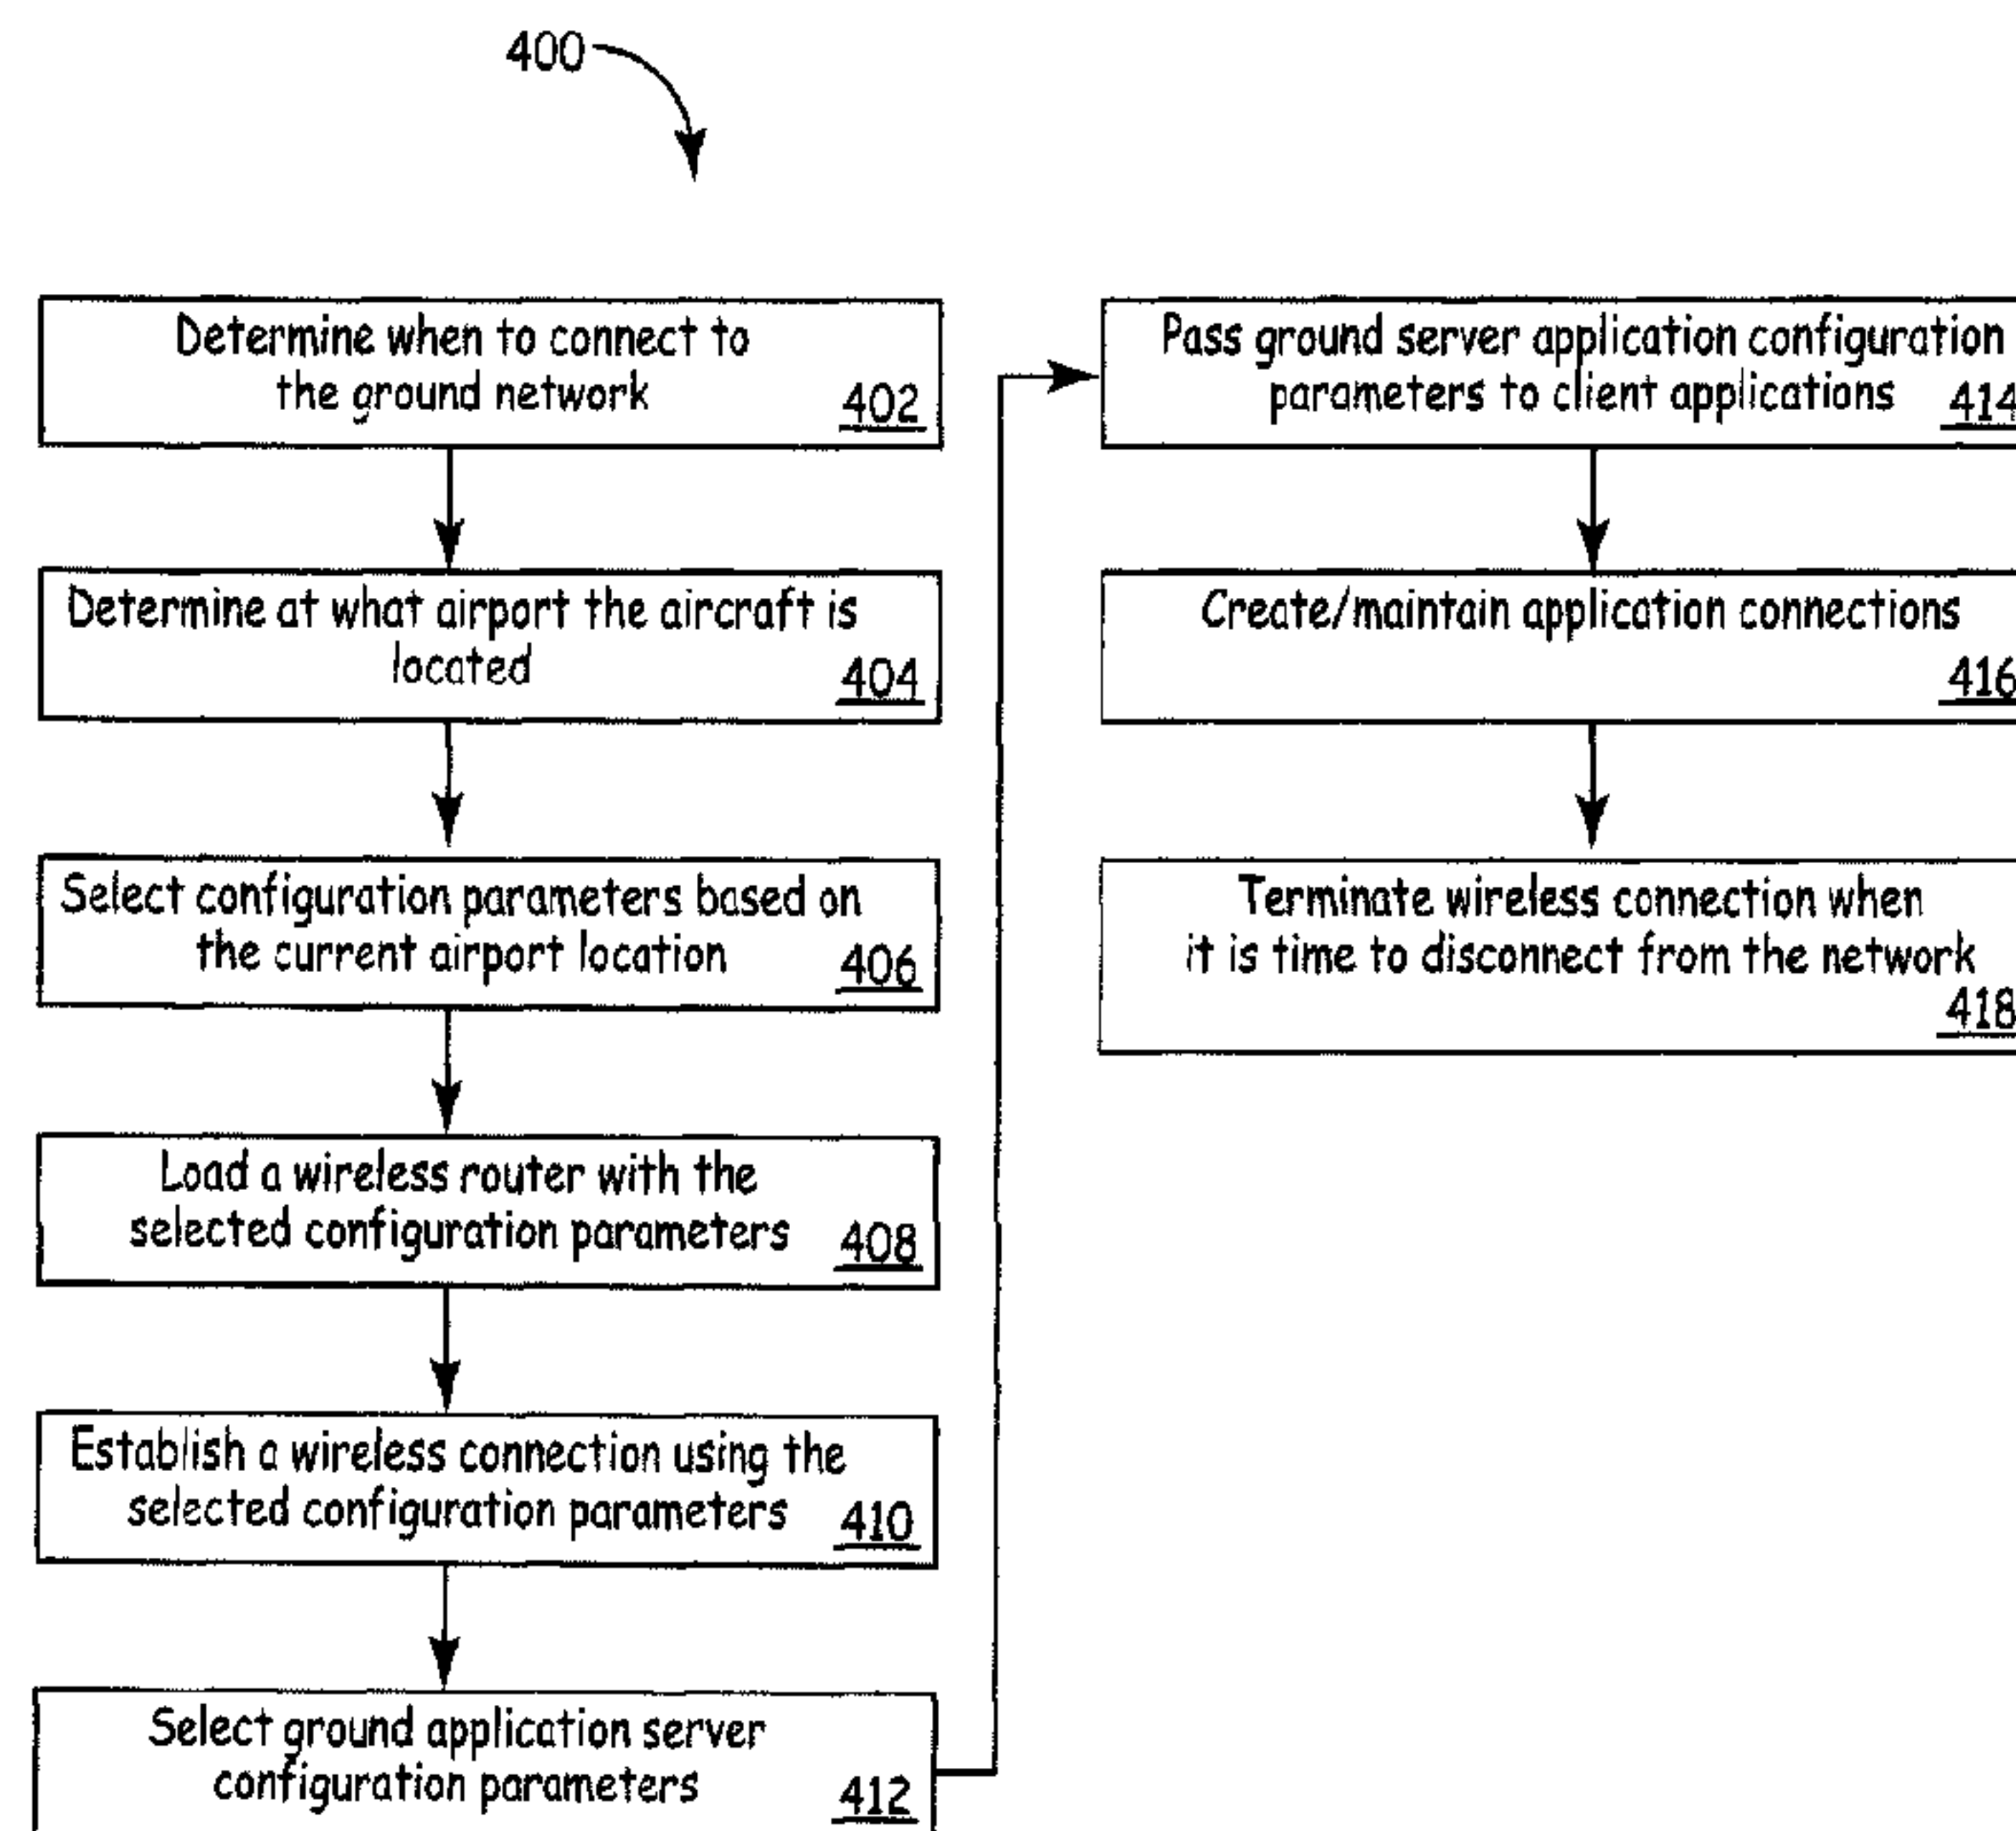 400
Determine when to connect to
the ground network
402
Determine at what airport the aircraft is
located
404
Select configuration parameters based on
the current airport location
406
Load a wireless router with the
selected configuration parameters
408
Establish a wireless connection using the
selected configuration parameters
410
Select ground application server
configuration parameters
412
Pass ground server application configuration
parameters to client applications
414
Create/maintain application connections
416
Terminate wireless connection when
it is time to disconnect from the network
418